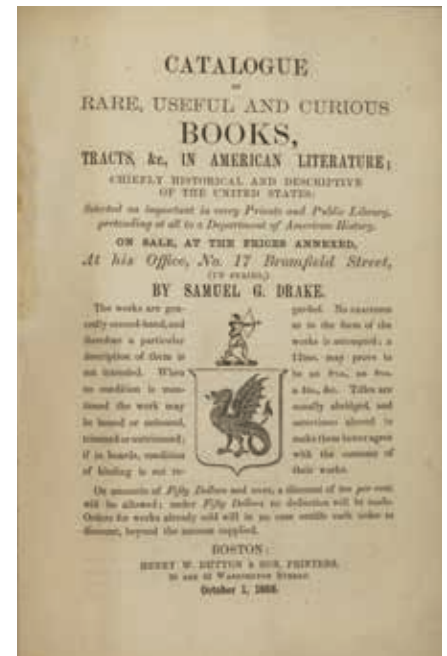 CATALOGUE
OF
RARE, USEFUL AND CURIOUS
BOOKS,
TRACTS, &c., IN AMERICAN LITERATURE;
CHIEFLY HISTORICAL AND DESCRIPTIVE
OF THE UNITED STATES:
Selected as important in every Private and Public Library,
pretending at all to a Department of American History.
ON SALE, AT THE PRICES ANNEXED,
At his Office, No. 17 Bromfield Street,
(UP STAIRS,)
BY SAMUEL G. DRAKE.
The works are gen-
erally second-hand, and
therefore a particular
description of them is
not intended. When
no condition is men-
tioned the work may
be bound or unbound,
trimmed or untrimmed;
if in boards, condition
of binding is not re-
garded. No exactness
as to the form of the
works is attempted; a
12mo. may prove to
be an 8vo., an 8vo.
a 4to., &c. Titles are
usually abridged, and
sometimes altered to
make them better agree
with the contents of
their works.
On amounts of Fifty Dollars and over, a discount of ten per cent
will be allowed; under Fifty Dollars no deduction will be made.
Orders for works already sold will in no case entitle such order to
discount, beyond the amount supplied.
BOSTON:
HENRY W. DUTTON & SON, PRINTERS,
WASHINGTON STREET.
October 1,